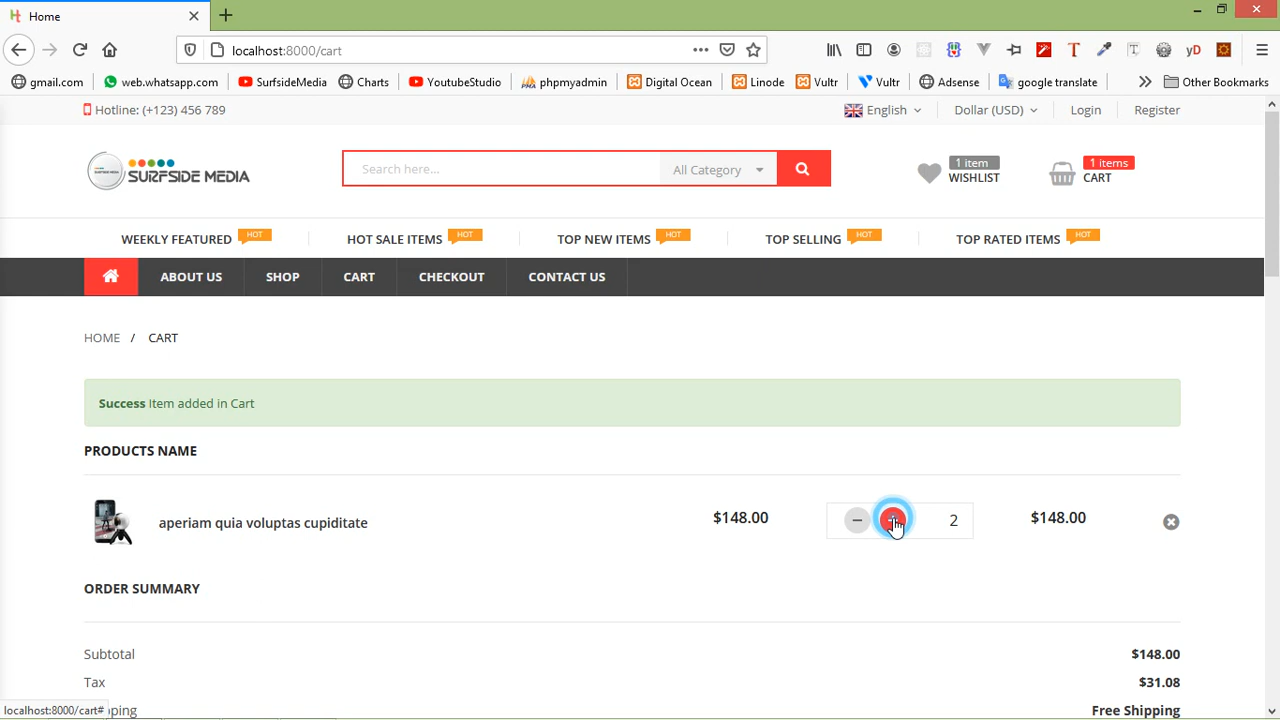 Home
localhost:8000/cart
gmail.com web.whatsapp.com SurfsideMedia Charts YoutubeStudio phpmyadmin Digital Ocean Linode Vultr Vultr Adsense google translate Other Bookmarks
Hotline: (+123) 456 789 English Dollar (USD) Login Register
SURFSIDE MEDIA Search here... All Category 1 item WISHLIST 1 items CART
WEEKLY FEATURED HOT HOT SALE ITEMS HOT TOP NEW ITEMS HOT TOP SELLING HOT TOP RATED ITEMS HOT
ABOUT US SHOP CART CHECKOUT CONTACT US
HOME / CART
Success Item added in Cart
PRODUCTS NAME
aperiam quia voluptas cupiditate $148.00 2 $148.00
ORDER SUMMARY
Subtotal $148.00
Tax $31.08
pping Free Shipping
localhost:8000/cart#